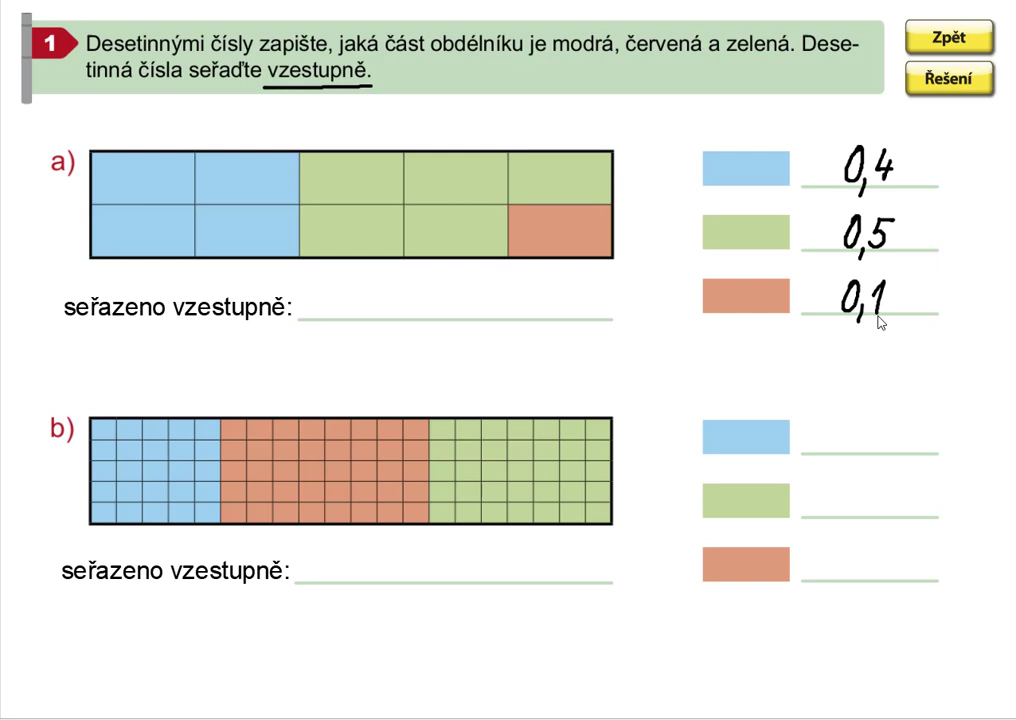 1 Desetinnými čísly zapište, jaká část obdélníku je modrá, červená a zelená. Dese-
tinná čísla seřaďte vzestupně.
Zpět
Řešení
a)
0,4
0,5
0,1
seřazeno vzestupně:
b)
seřazeno vzestupně: